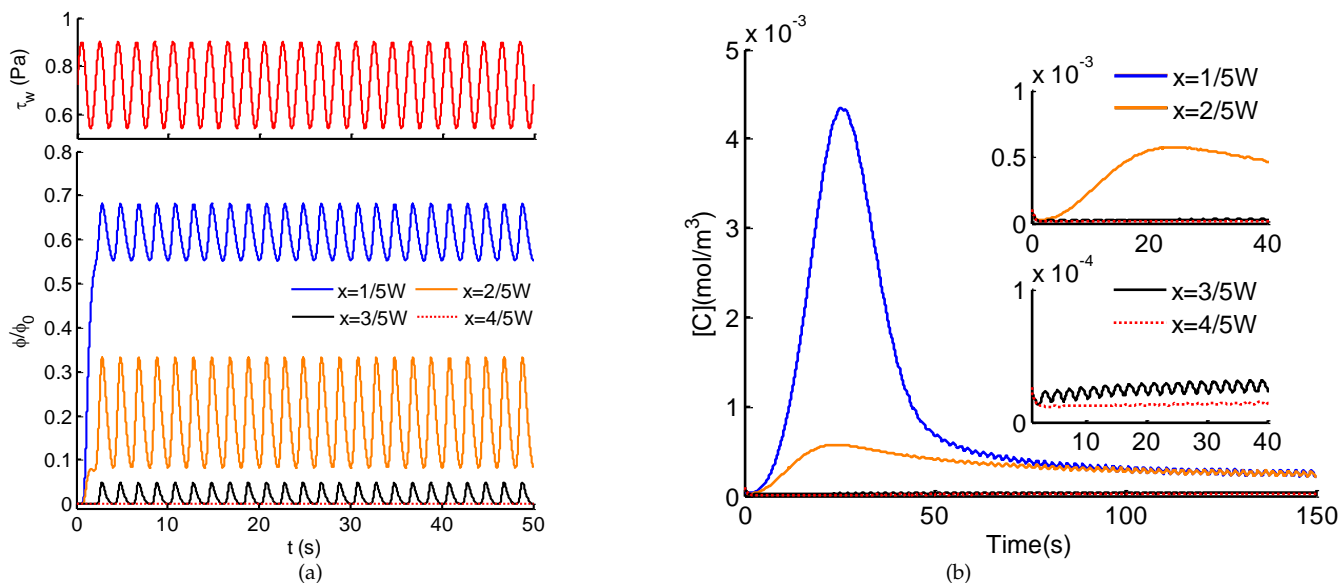 1
0.8
0.6
τw (Pa)
0.8
0.7
0.6
0.5
0.4
0.3
0.2
0.1
0
ϕ/ϕ0
x=1/5W x=2/5W
x=3/5W x=4/5W
0 10 20 30 40 50
t (s)
(a)
x 10-3
5
4
3
2
1
0
[C](mol/m3)
0 50 100 150
Time(s)
x 10-3
1
0.5
0
0 20 40
x=1/5W
x=2/5W
x 10-4
1
0
10 20 30 40
x=3/5W
x=4/5W
(b)